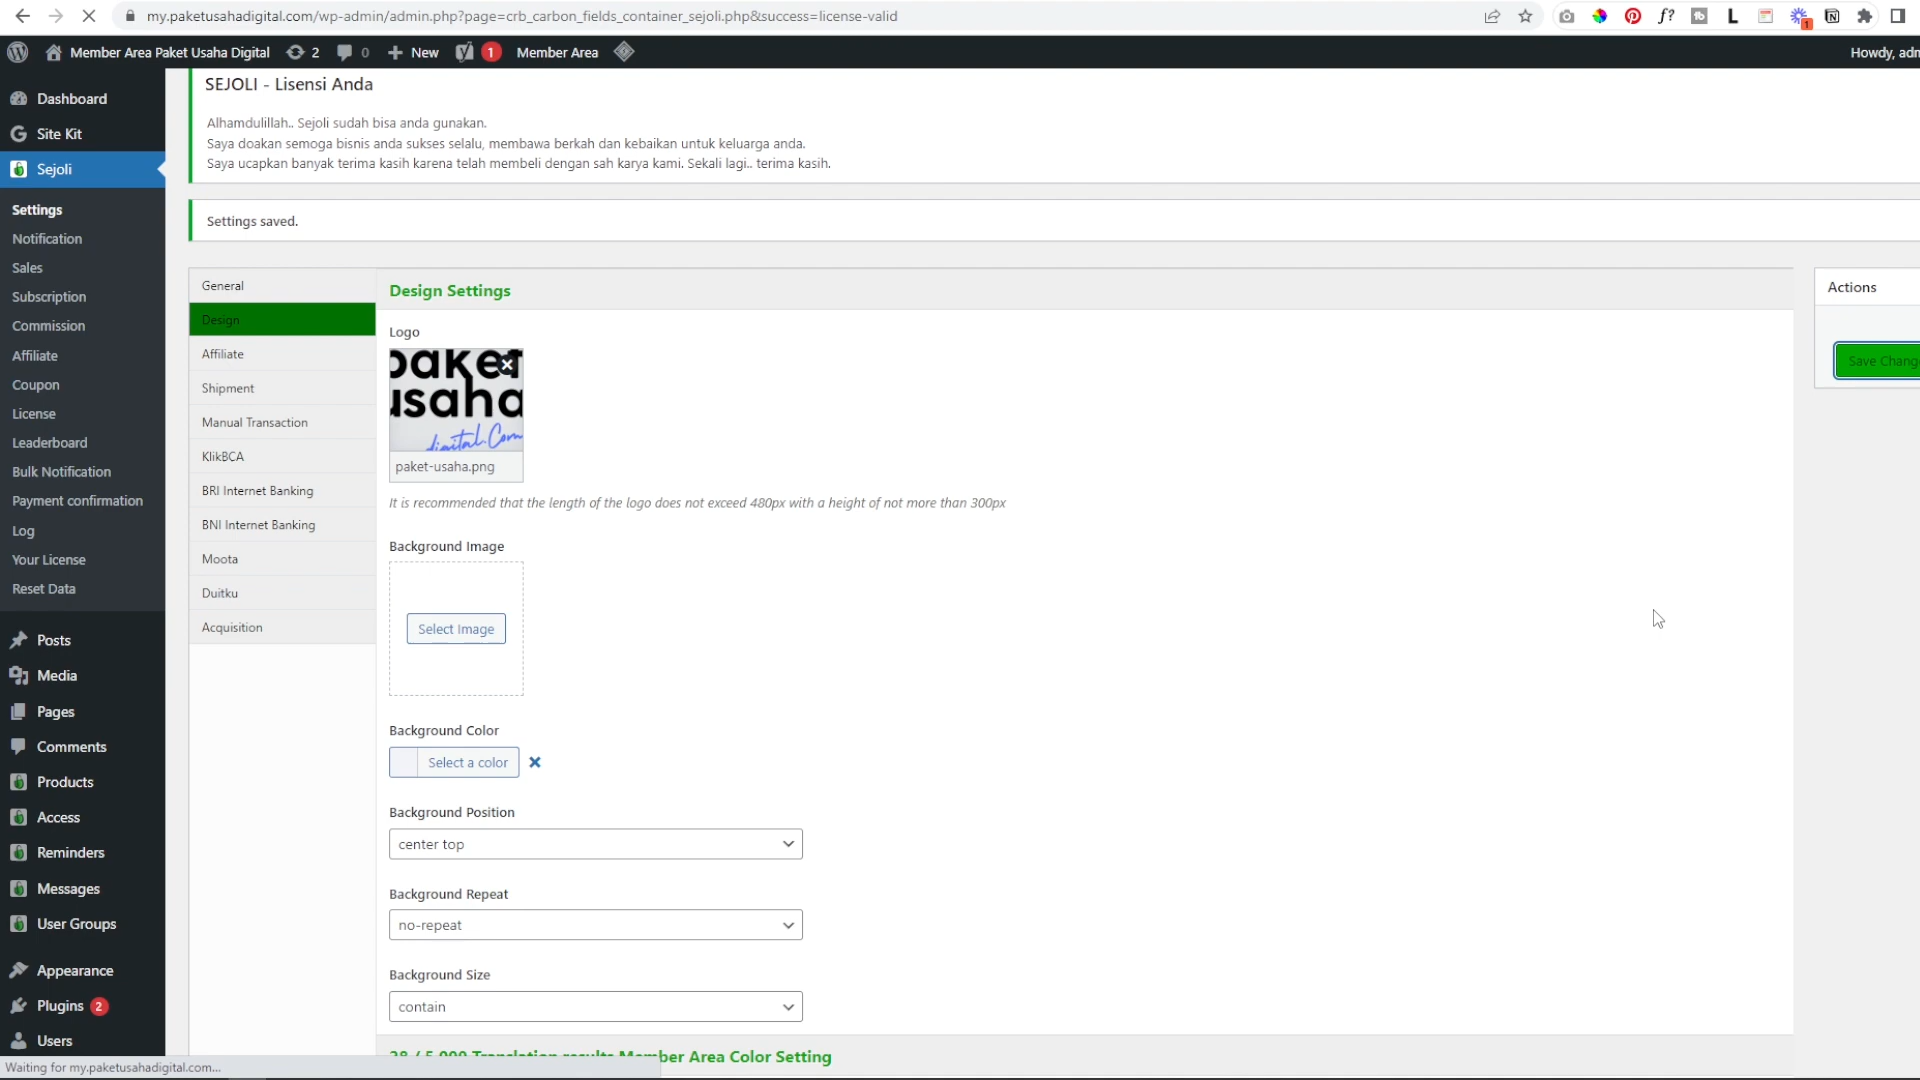 my.paketusahadigital.com/wp-admin/admin.php?page=crb_carbon_fields_container_sejoli.php&success=license-valid
Member Area Paket Usaha Digital
2
0
New
1
Member Area
Howdy, adm
Dashboard
Site Kit
Sejoli
Settings
Notification
Sales
Subscription
Commission
Affiliate
Coupon
License
Leaderboard
Bulk Notification
Payment confirmation
Log
Your License
Reset Data
Posts
Media
Pages
Comments
Products
Access
Reminders
Messages
User Groups
Appearance
Plugins 2
Users
Waiting for my.paketusahadigital.com...
SEJOLI - Lisensi Anda
Alhamdulillah.. Sejoli sudah bisa anda gunakan.
Saya doakan semoga bisnis anda sukses selalu, membawa berkah dan kebaikan untuk keluarga anda.
Saya ucapkan banyak terima kasih karena telah membeli dengan sah karya kami. Sekali lagi.. terima kasih.
Settings saved.
General
Design
Affiliate
Shipment
Manual Transaction
KlikBCA
BRI Internet Banking
BNI Internet Banking
Moota
Duitku
Acquisition
Design Settings
Logo
paket
usaha
digital.Com
paket-usaha.png
It is recommended that the length of the logo does not exceed 480px with a height of not more than 300px
Background Image
Select Image
Background Color
Select a color
Background Position
center top
Background Repeat
no-repeat
Background Size
contain
28 / 5.000 Translation results Member Area Color Setting
Actions
Save Chang